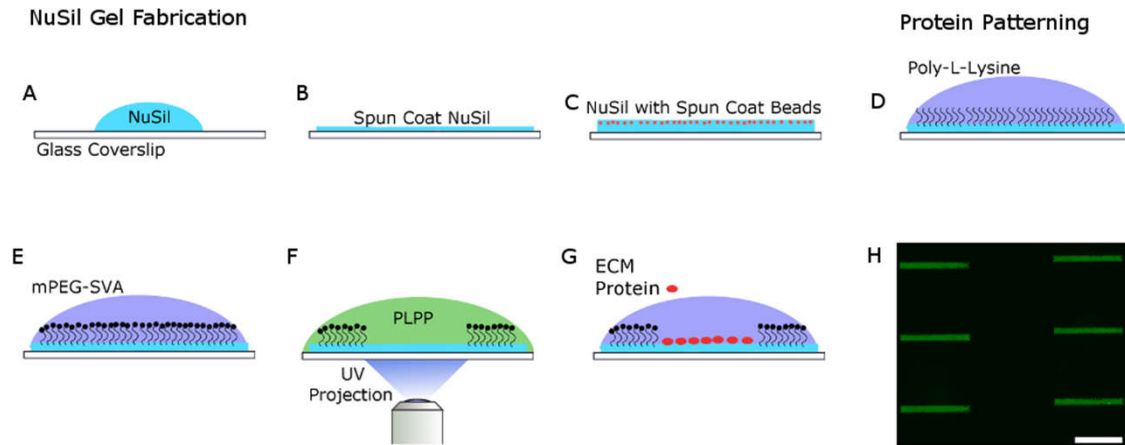 NuSil Gel Fabrication
Protein Patterning
A
NuSil
Glass Coverslip
B
Spun Coat NuSil
C
NuSil with Spun Coat Beads
D
Poly-L-Lysine
E
mPEG-SVA
F
PLPP
UV
Projection
G
ECM
Protein
H